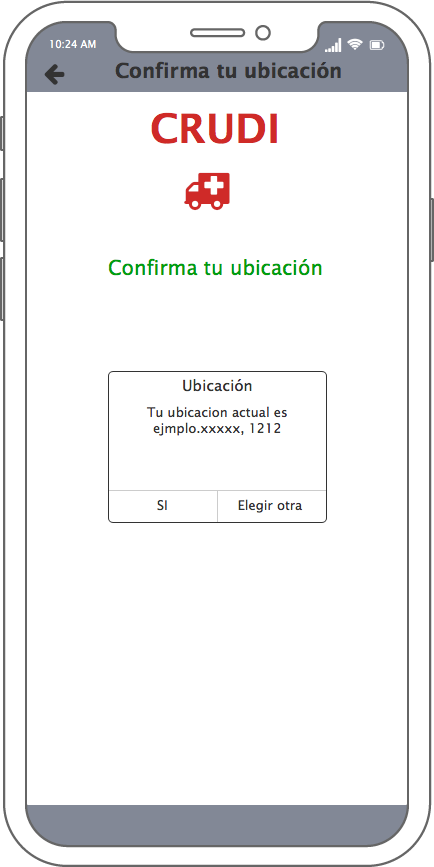 10:24 AM
Confirma tu ubicación
CRUDI
Confirma tu ubicación
Ubicación
Tu ubicacion actual es
ejmplo.xxxxx, 1212
SI
Elegir otra